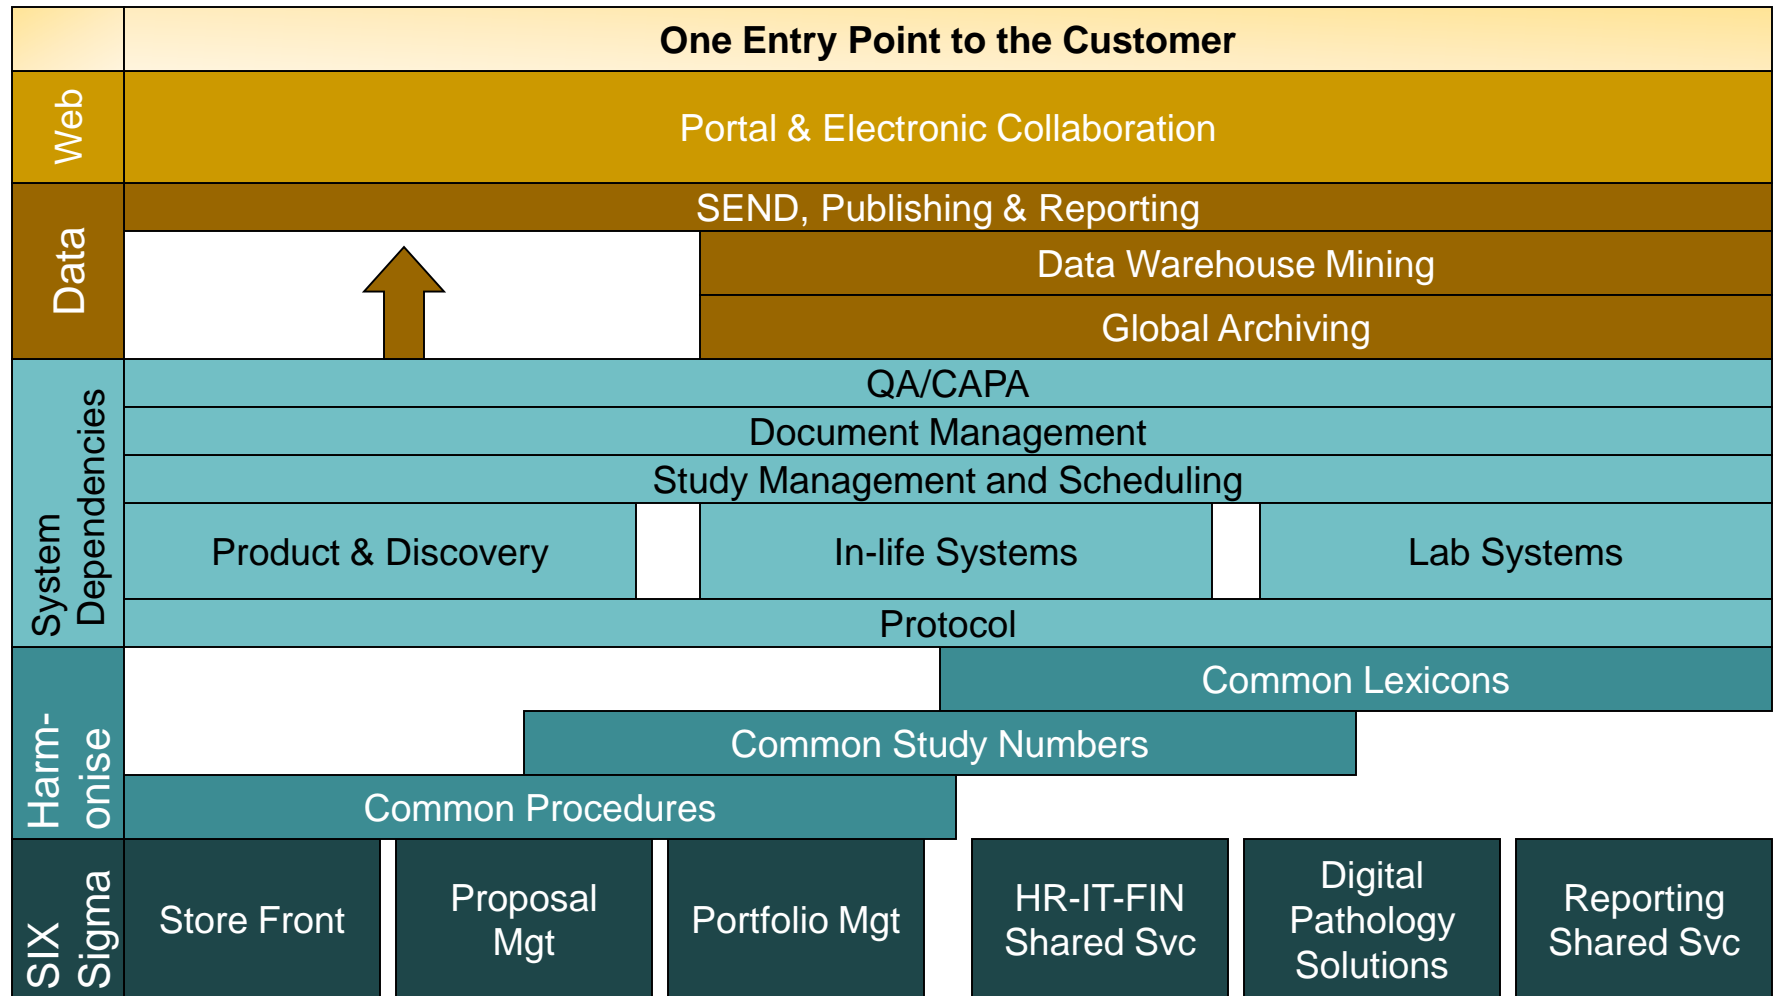 One Entry Point to the Customer
Web
Portal & Electronic Collaboration
Data
SEND, Publishing & Reporting
Data Warehouse Mining
Global Archiving
System
Dependencies
QA/CAPA
Document Management
Study Management and Scheduling
Product & Discovery
In-life Systems
Lab Systems
Protocol
Harm-
onise
Common Lexicons
Common Study Numbers
Common Procedures
SIX
Sigma
Store Front
Proposal
Mgt
Portfolio Mgt
HR-IT-FIN
Shared Svc
Digital
Pathology
Solutions
Reporting
Shared Svc